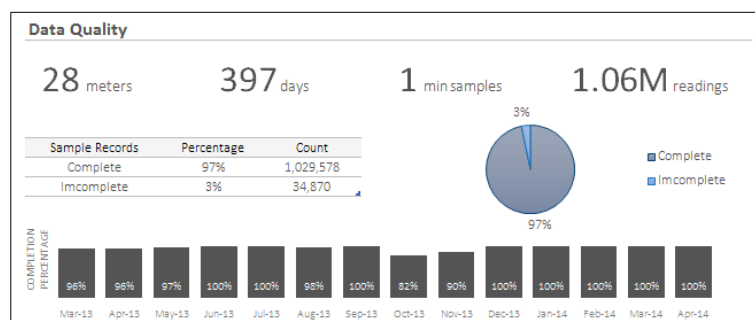 Data Quality
28 meters 397 days 1 min samples 1.06M readings
3%
Sample Records Percentage Count
Complete 97% 1,029,578
Imcomplete 3% 34,870
Complete
Imcomplete
97%
COMPLETION
PERCENTAGE
96% 96% 97% 100% 100% 98% 100% 82% 90% 100% 100% 100% 100% 100%
Mar-13 Apr-13 May-13 Jun-13 Jul-13 Aug-13 Sep-13 Oct-13 Nov-13 Dec-13 Jan-14 Feb-14 Mar-14 Apr-14